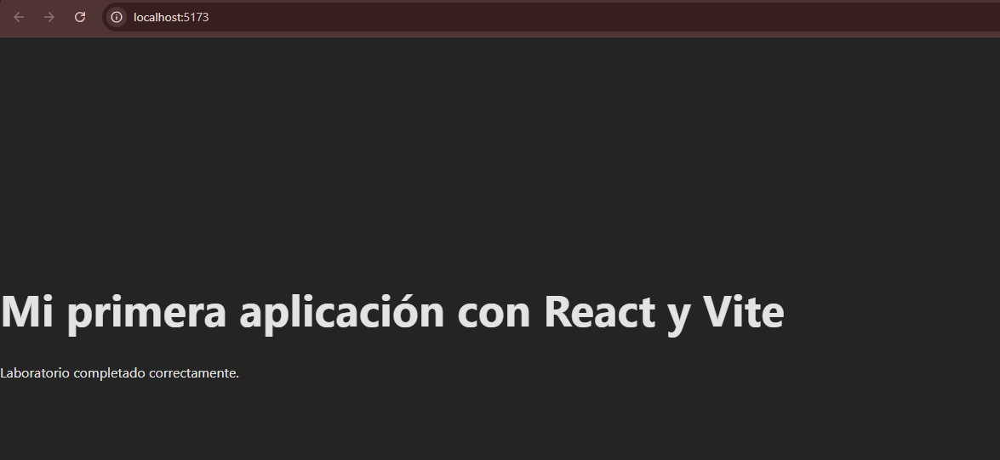 localhost:5173
Mi primera aplicación con React y Vite
Laboratorio completado correctamente.